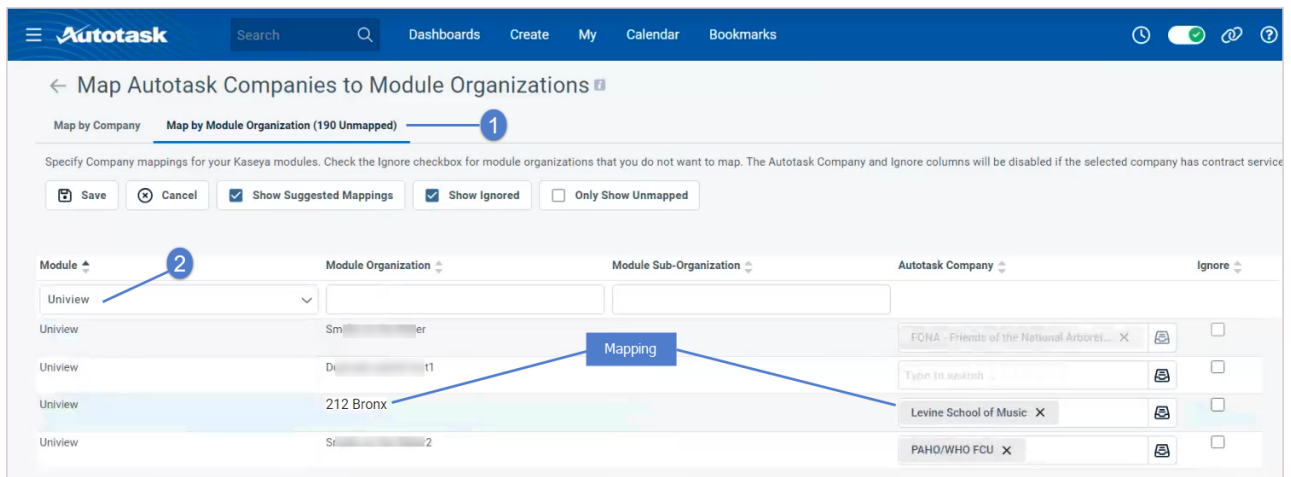 Autotask Search Dashboards Create My Calendar Bookmarks
Map Autotask Companies to Module Organizations
Map by Company Map by Module Organization (190 Unmapped) 1
Specify Company mappings for your Kaseya modules. Check the Ignore checkbox for module organizations that you do not want to map. The Autotask Company and Ignore columns will be disabled if the selected company has contract service
Save Cancel Show Suggested Mappings Show Ignored Only Show Unmapped
Module 2 Module Organization Module Sub-Organization Autotask Company Ignore
Uniview
Uniview Sm er FONA - Friends of the National Arboret...
Mapping
Uniview D t1 Type to search
Uniview 212 Bronx Levine School of Music
Uniview 2 PAHO/WHO FCU